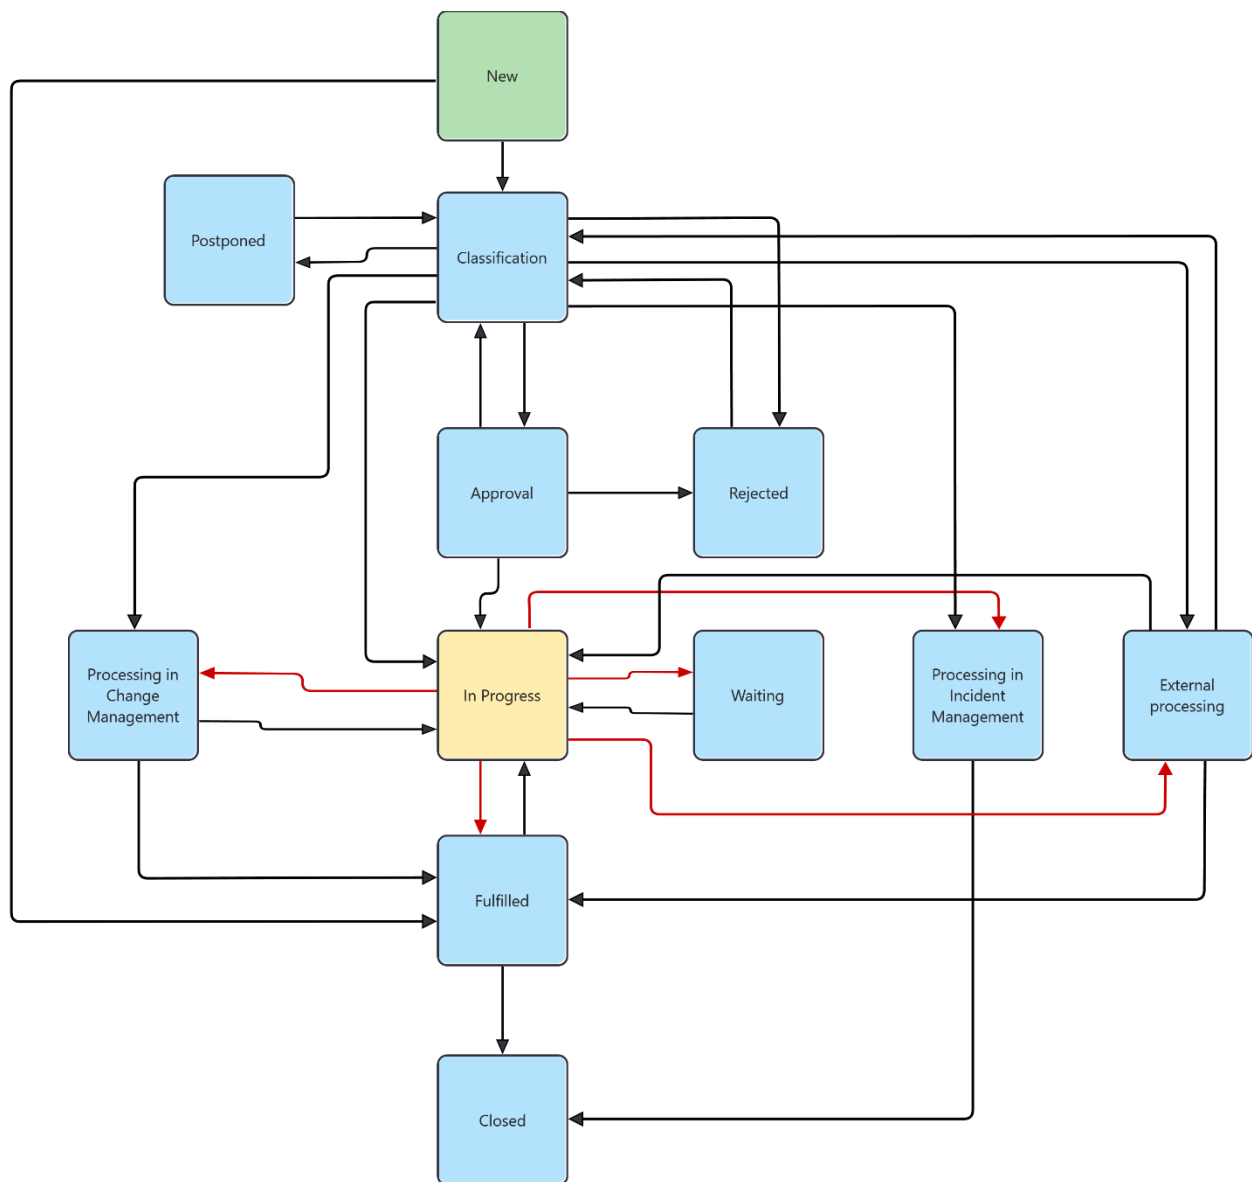 New
Postponed
Classification
Approval
Rejected
Processing in
Change
Management
In Progress
Waiting
Processing in
Incident
Management
External
processing
Fulfilled
Closed